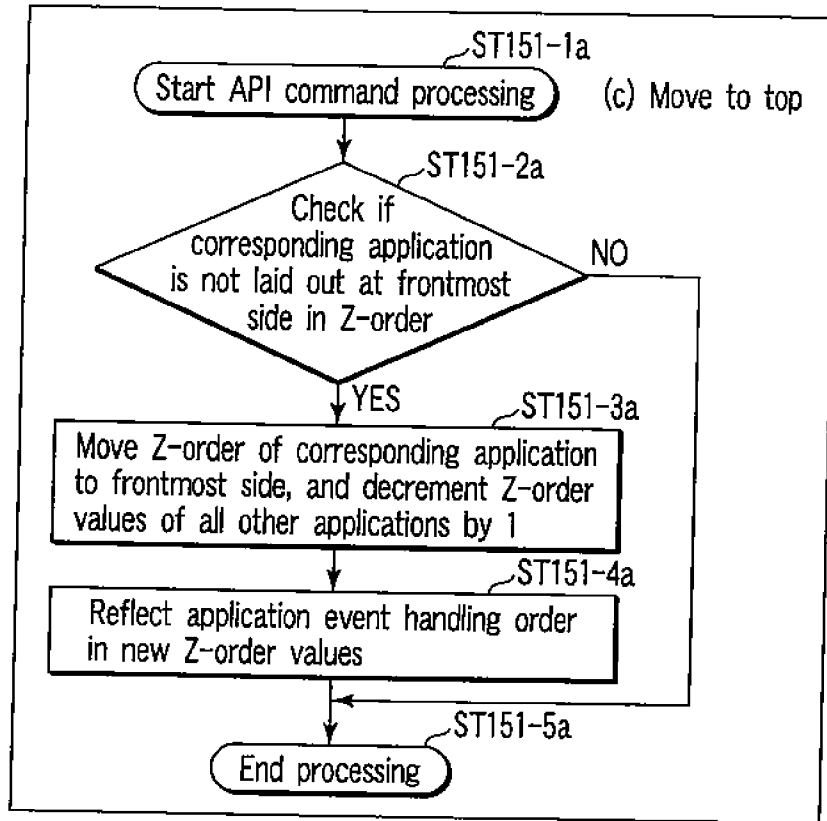 ST151-1a
Start API command processing
(c) Move to top
ST151-2a
Check if
corresponding application
is not laid out at frontmost
side in Z-order
NO
YES
ST151-3a
Move Z-order of corresponding application
to frontmost side, and decrement Z-order
values of all other applications by 1
ST151-4a
Reflect application event handling order
in new Z-order values
ST151-5a
End processing